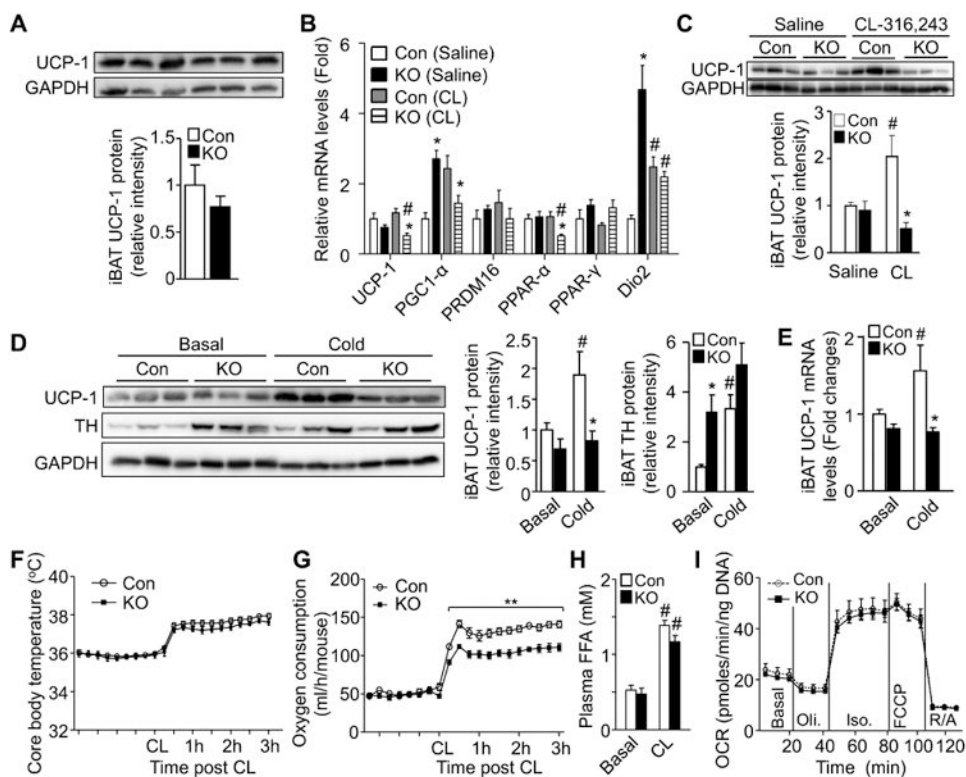 A
UCP-1
GAPDH
iBAT UCP-1 protein
(relative intensity)
1.5
1
0.5
0
Con
KO
B
Relative mRNA levels (Fold)
6
4
2
0
Con (Saline)
KO (Saline)
Con (CL)
KO (CL)
#
*
*
*
#
*
*
#
#
UCP-1
PGC1-α
PRDM16
PPAR-α
PPAR-γ
Dio2
C
Saline
CL-316,243
Con
KO
Con
KO
UCP-1
GAPDH
iBAT UCP-1 protein
(relative intensity)
3
2
1
0
Con
KO
#
*
Saline
CL
D
Basal
Cold
Con
KO
Con
KO
UCP-1
TH
GAPDH
iBAT UCP-1 protein
(relative intensity)
2.5
2
1.5
1
0.5
0
Con
KO
#
*
Basal
Cold
iBAT TH protein
(relative intensity)
6
4
2
0
Con
KO
*
#
Basal
Cold
E
iBAT UCP-1 mRNA
levels (Fold changes)
2
1
0
Con
KO
#
*
Basal
Cold
F
Core body temperature (ºC)
40
38
36
34
32
Con
KO
CL
1h
2h
3h
Time post CL
G
Oxygen consumption
(ml/h/mouse)
200
150
100
50
0
Con
KO
**
CL
1h
2h
3h
Time post CL
H
Plasma FFA (mM)
2
1
0
Con
KO
#
#
Basal
CL
I
OCR (pmoles/min/ng DNA)
60
40
20
0
Con
KO
Basal
Oli.
Iso.
FCCP
R/A
0
20
40
60
80
100
120
Time (min)